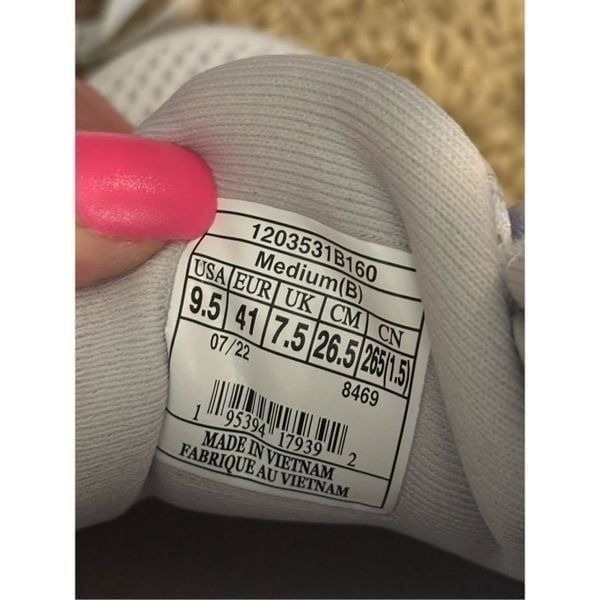 1203531B160
Medium(B)
USA EUR UK CM CN
9.5 41 7.5 26.5 265(1.5)
07/22 8469
1 95394 17939 2
MADE IN VIETNAM
FABRIQUE AU VIETNAM